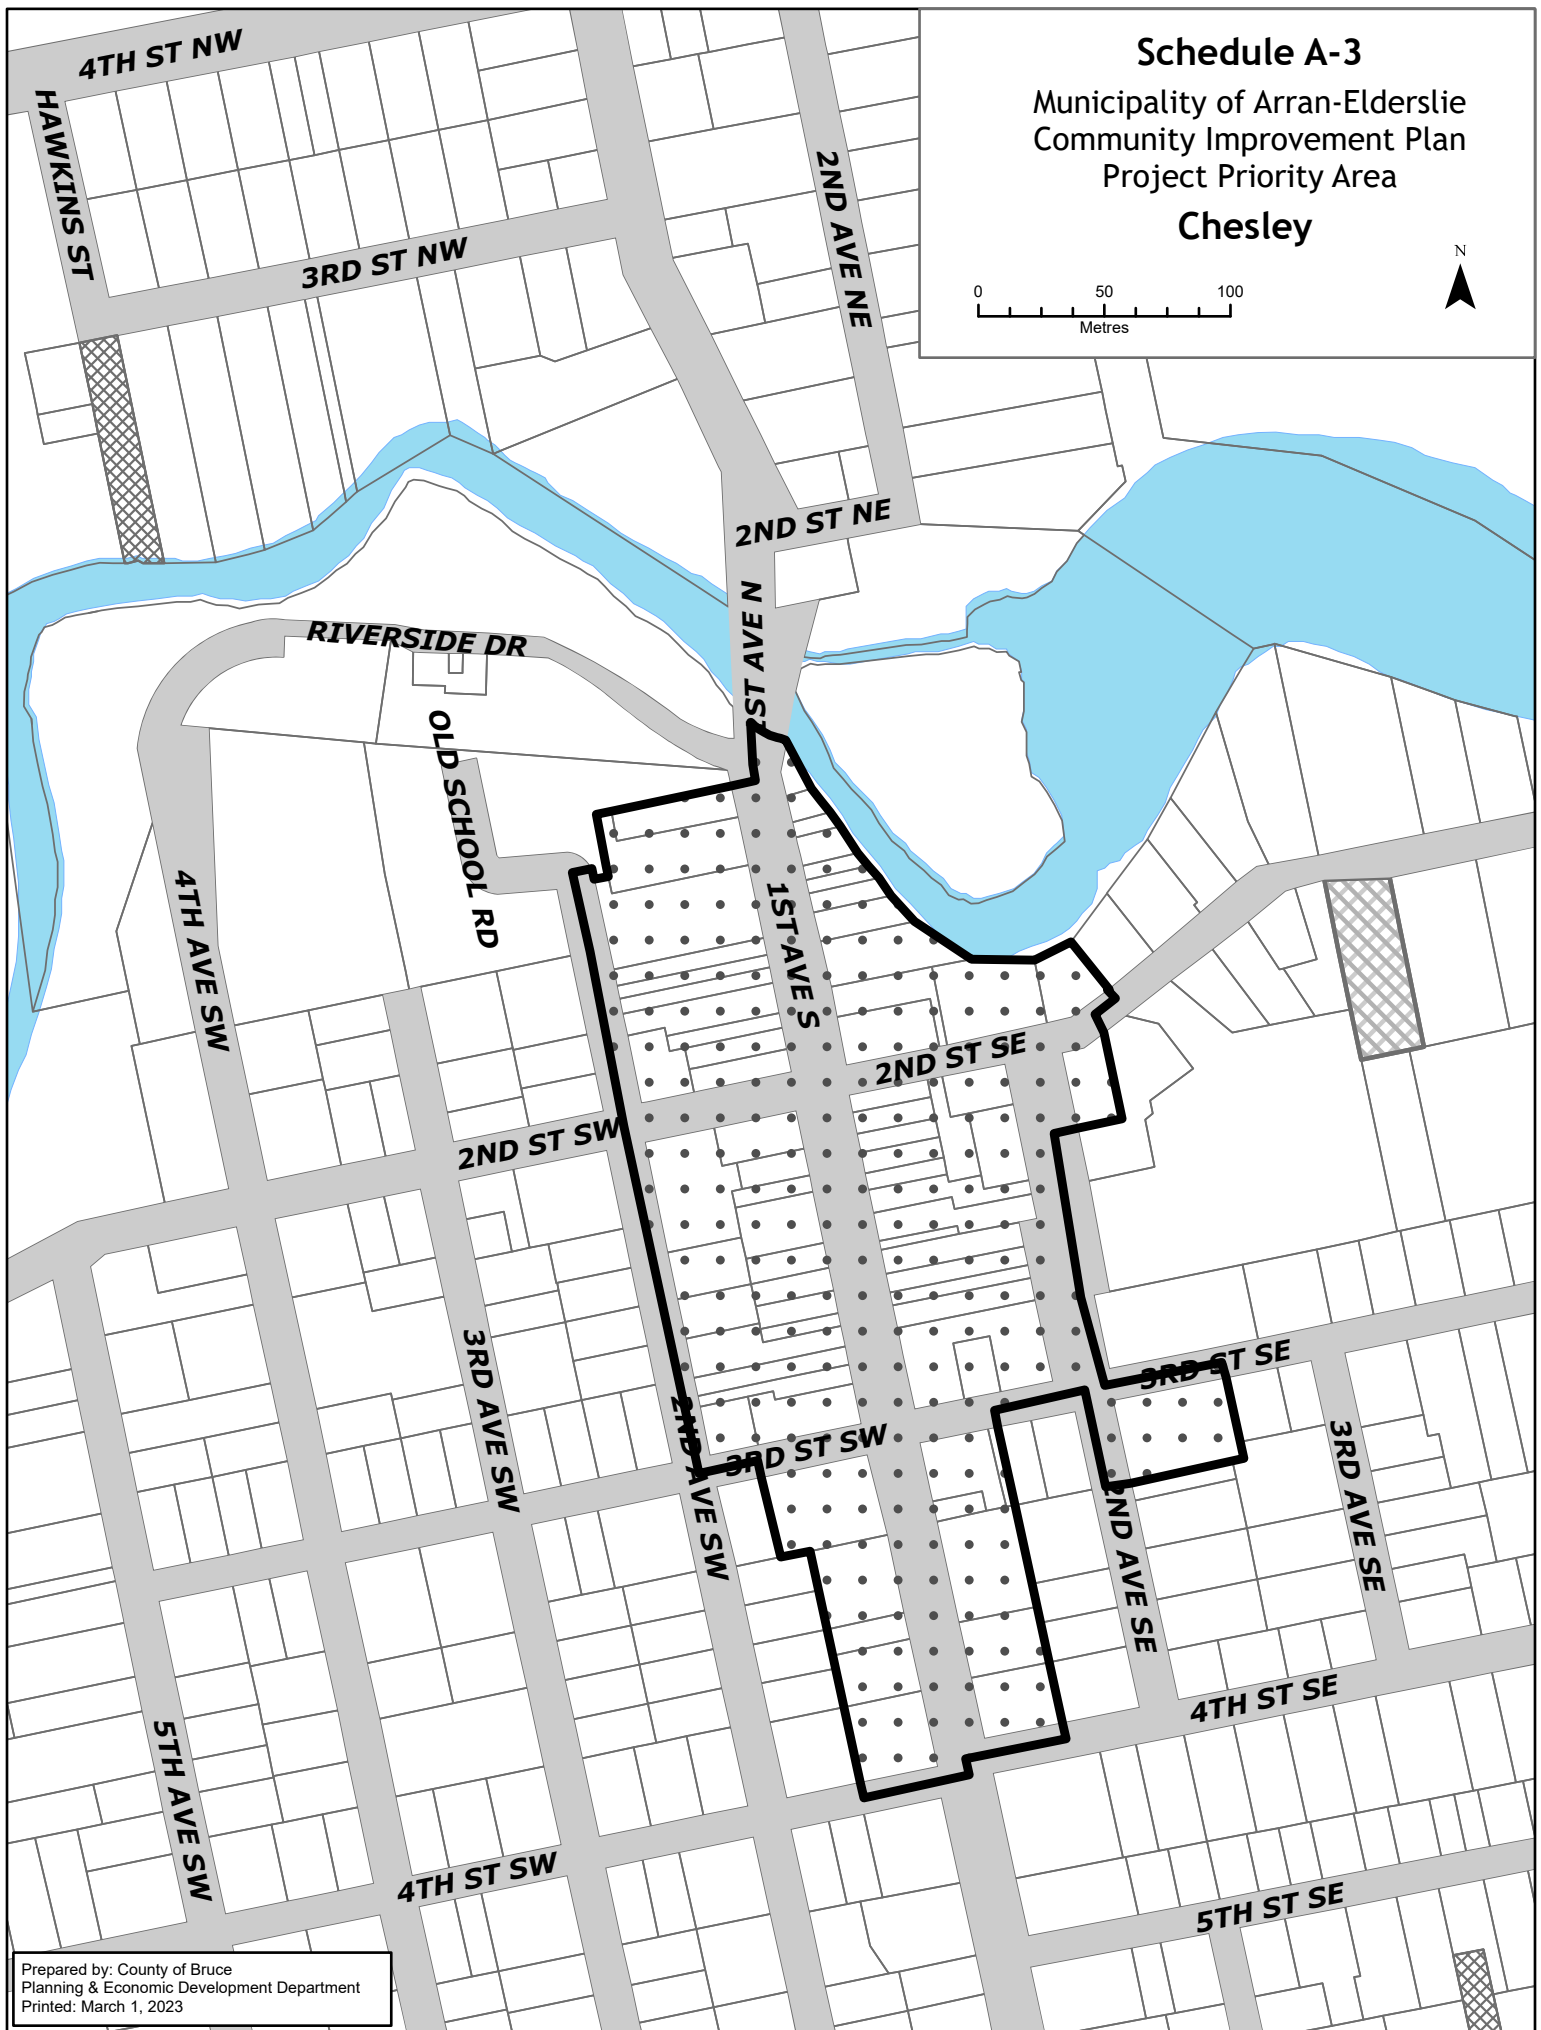 Schedule A-3
Municipality of Arran-Elderslie
Community Improvement Plan
Project Priority Area
Chesley
N
0 50 100
Metres
4TH ST NW
HAWKINS ST
3RD ST NW
2ND AVE NE
2ND ST NE
1ST AVE N
RIVERSIDE DR
OLD SCHOOL RD
4TH AVE SW
1ST AVE S
2ND ST SE
2ND ST SW
3RD AVE SW
3RD ST SE
2ND AVE SW
3RD ST SW
3RD AVE SE
2ND AVE SE
4TH ST SE
5TH AVE SW
4TH ST SW
5TH ST SE
Prepared by: County of Bruce
Planning & Economic Development Department
Printed: March 1, 2023